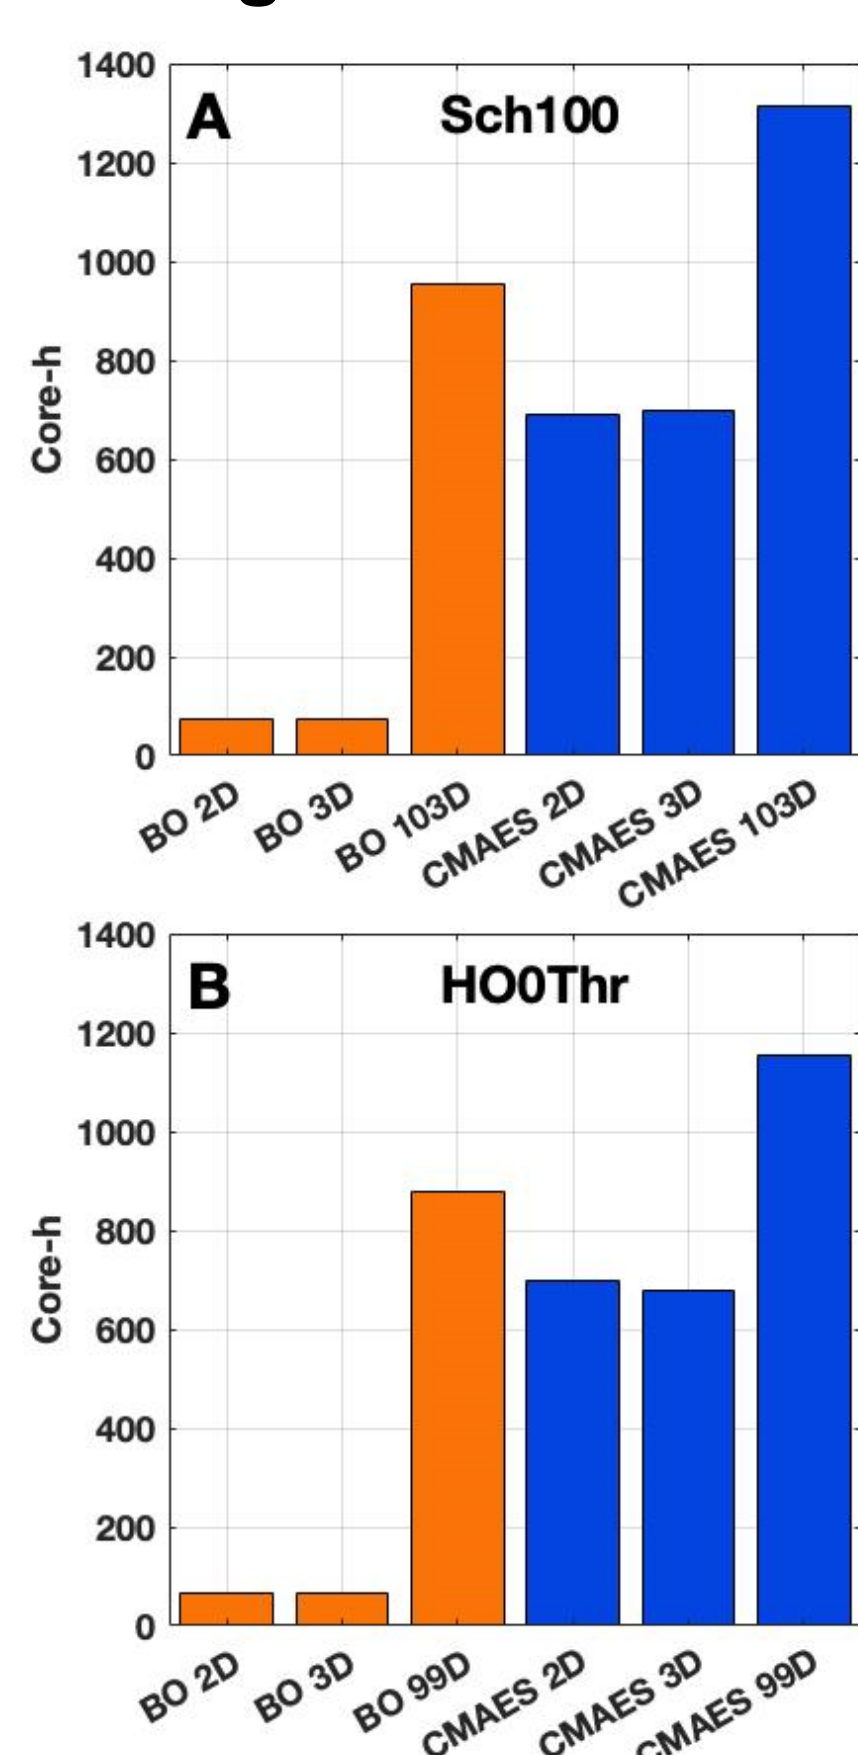 A
Sch100
1400
1200
1000
800
600
400
200
0
Core-h
BO 2D
BO 3D
BO 103D
CMAES 2D
CMAES 3D
CMAES 103D
B
HO0Thr
1400
1200
1000
800
600
400
200
0
Core-h
BO 2D
BO 3D
BO 99D
CMAES 2D
CMAES 3D
CMAES 99D